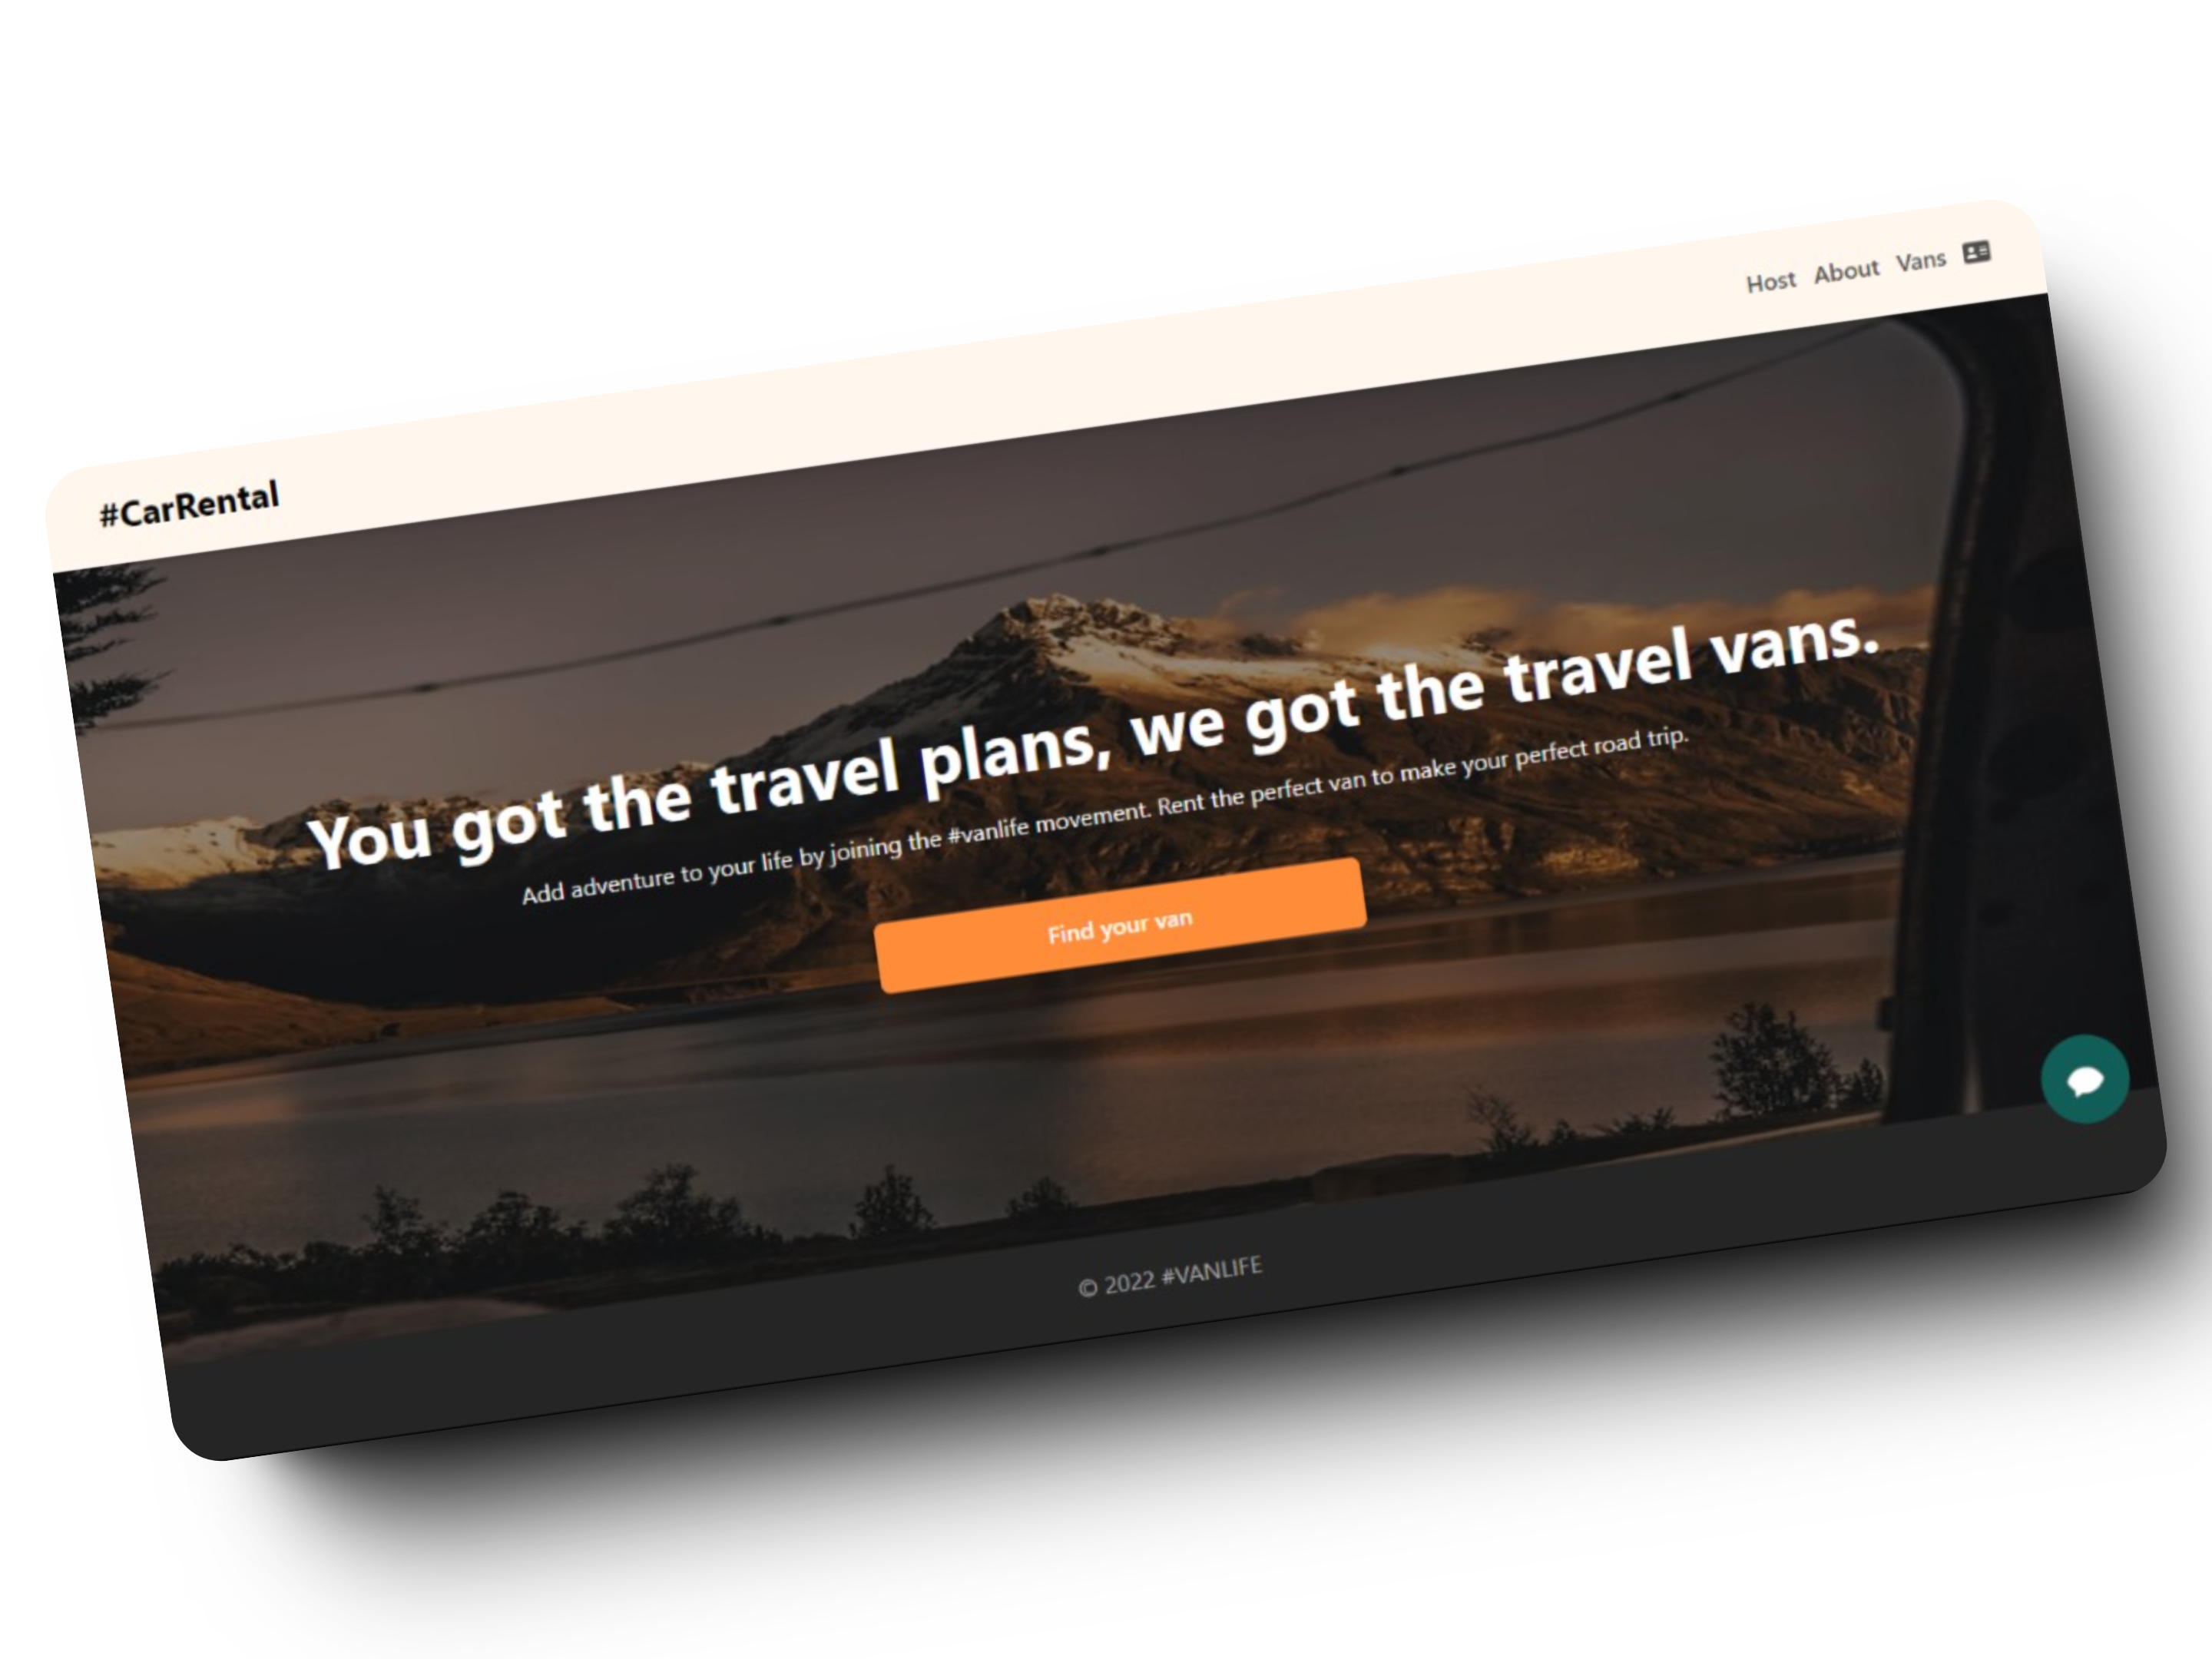 #CarRental
Host About Vans
You got the travel plans, we got the travel vans.
Add adventure to your life by joining the #vanlife movement. Rent the perfect van to make your perfect road trip.
Find your van
© 2022 #VANLIFE